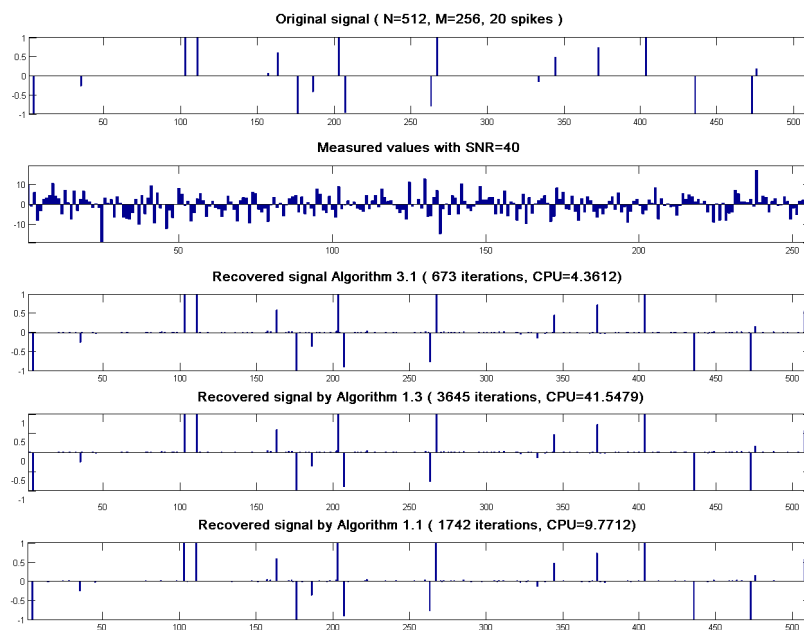 Original signal ( N=512, M=256, 20 spikes )
1
0.5
0
-0.5
-1
50 100 150 200 250 300 350 400 450 500
Measured values with SNR=40
10
0
-10
50 100 150 200 250
Recovered signal Algorithm 3.1 ( 673 iterations, CPU=4.3612)
1
0.5
0
-0.5
-1
50 100 150 200 250 300 350 400 450 500
Recovered signal by Algorithm 1.3 ( 3645 iterations, CPU=41.5479)
1
0.5
0
-0.5
-1
50 100 150 200 250 300 350 400 450 500
Recovered signal by Algorithm 1.1 ( 1742 iterations, CPU=9.7712)
1
0.5
0
-0.5
-1
50 100 150 200 250 300 350 400 450 500